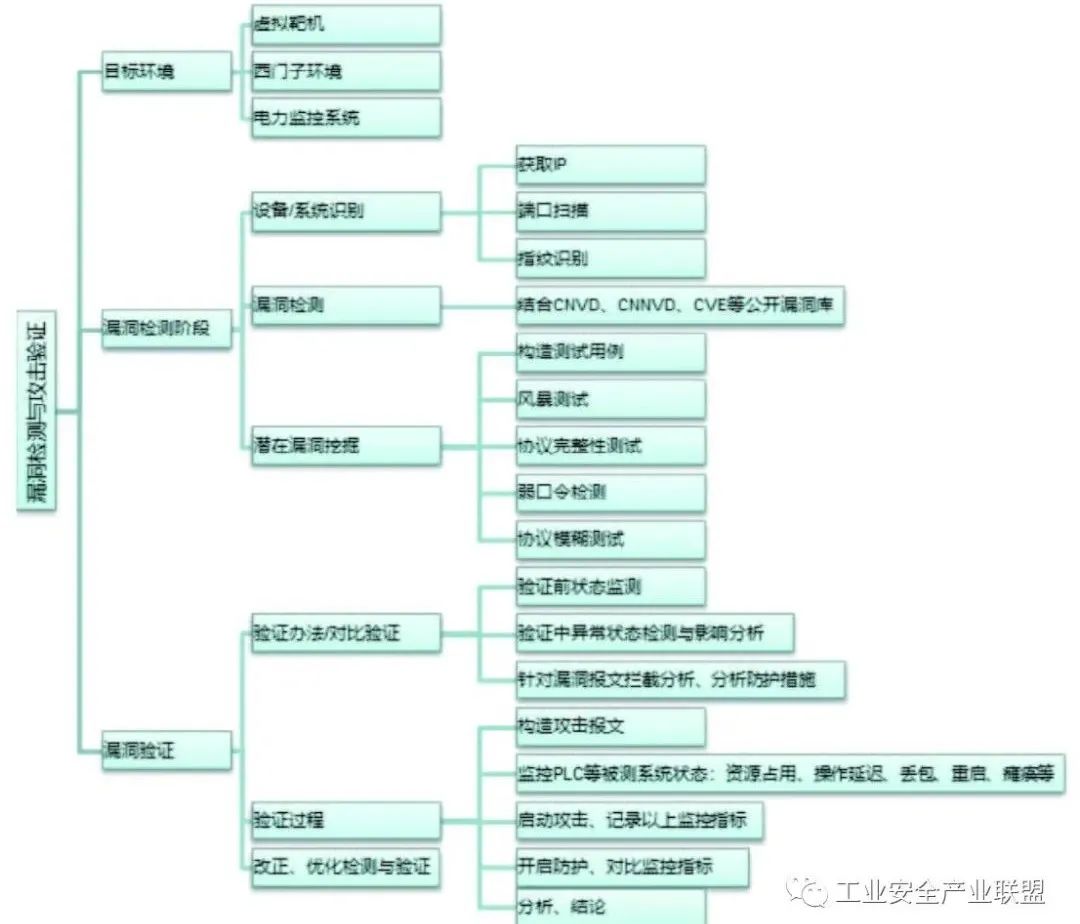 漏洞检测与攻击验证
目标环境
虚拟靶机
西门子环境
电力监控系统
漏洞检测阶段
设备/系统识别
获取IP
端口扫描
指纹识别
漏洞检测
结合CNVD、CNNVD、CVE等公开漏洞库
潜在漏洞挖掘
构造测试用例
风暴测试
协议完整性测试
弱口令检测
协议模糊测试
漏洞验证
验证办法/对比验证
验证前状态监测
验证中异常状态检测与影响分析
针对漏洞报文拦截分析、分析防护措施
验证过程
构造攻击报文
监控PLC等被测系统状态：资源占用、操作延迟、丢包、重启、瘫痪等
启动攻击、记录以上监控指标
开启防护、对比监控指标
分析、结论
改正、优化检测与验证
工业安全产业联盟